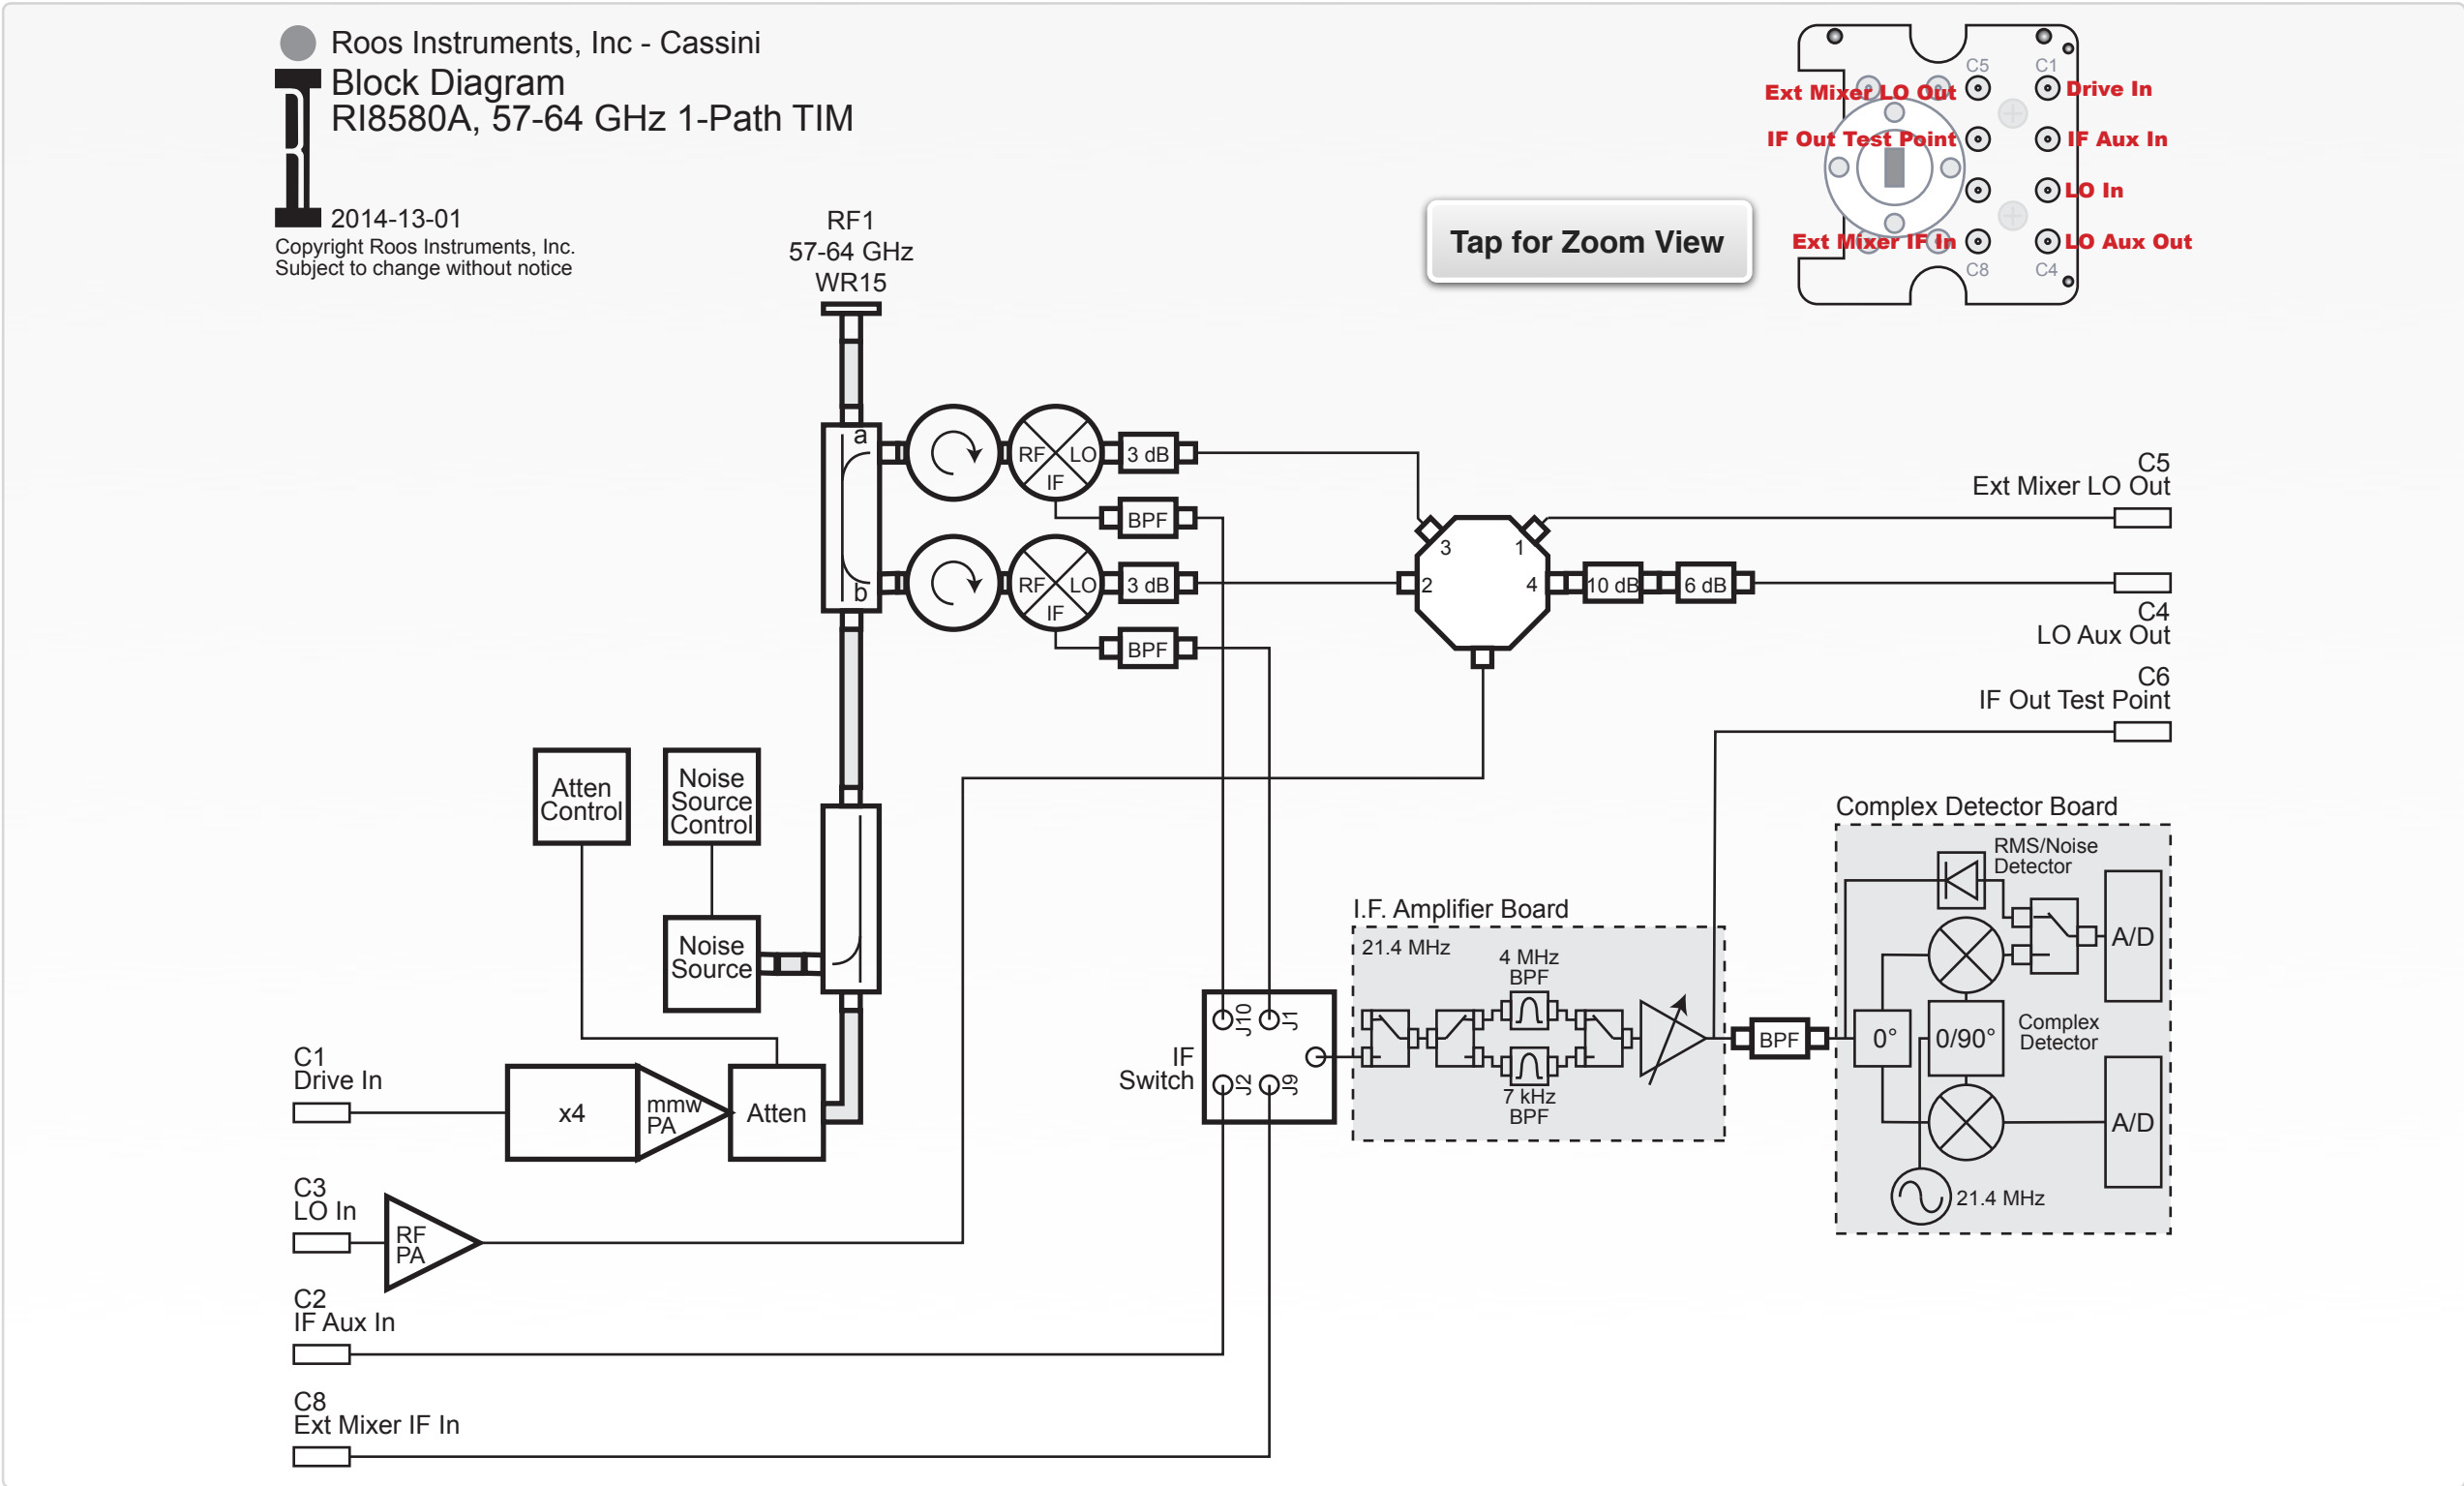 Roos Instruments, Inc - Cassini
Block Diagram
RI8580A, 57-64 GHz 1-Path TIM
2014-13-01
Copyright Roos Instruments, Inc.
Subject to change without notice
Tap for Zoom View
C5
C1
Ext Mixer LO Out
Drive In
IF Out Test Point
IF Aux In
LO In
Ext Mixer IF In
LO Aux Out
C8
C4
RF1
57-64 GHz
WR15
a
RF
LO
IF
3 dB
BPF
b
RF
LO
IF
3 dB
BPF
3
1
2
4
10 dB
6 dB
C5
Ext Mixer LO Out
C4
LO Aux Out
C6
IF Out Test Point
Atten
Control
Noise
Source
Control
Noise
Source
C1
Drive In
x4
mmw
PA
Atten
C3
LO In
RF
PA
C2
IF Aux In
C8
Ext Mixer IF In
IF
Switch
J10
J1
J2
J9
I.F. Amplifier Board
21.4 MHz
4 MHz
BPF
7 kHz
BPF
BPF
Complex Detector Board
RMS/Noise
Detector
A/D
0°
0/90°
Complex
Detector
A/D
21.4 MHz